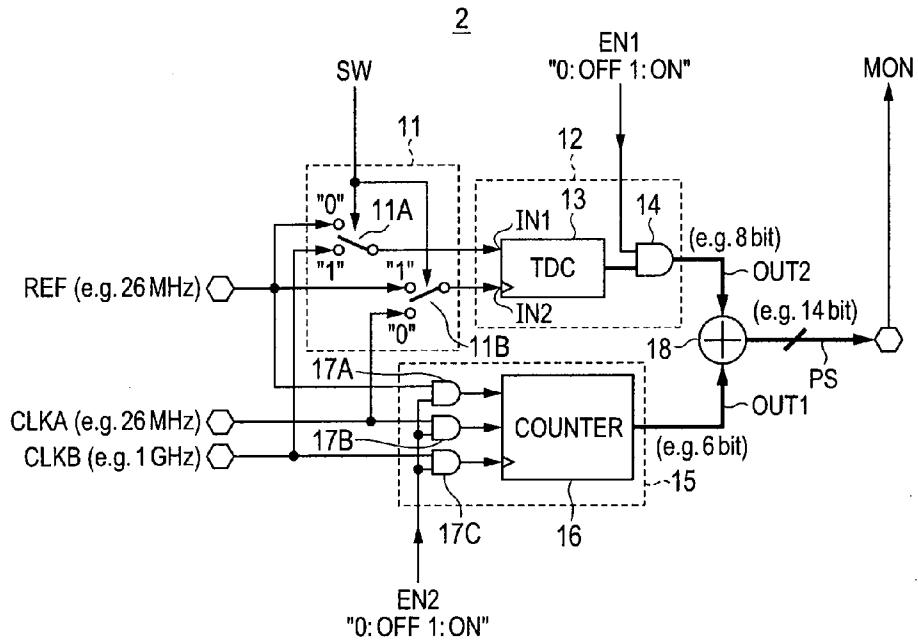 2
EN1
"0: OFF 1: ON"
SW
MON
11
12
"0"
11A
13
14
IN1
(e.g. 8 bit)
"1"
"1"
TDC
OUT2
REF (e.g. 26 MHz)
IN2
(e.g. 14 bit)
"0"
11B
18
PS
17A
OUT1
CLKA (e.g. 26 MHz)
17B
COUNTER
(e.g. 6 bit)
CLKB (e.g. 1 GHz)
15
17C
16
EN2
"0: OFF 1: ON"